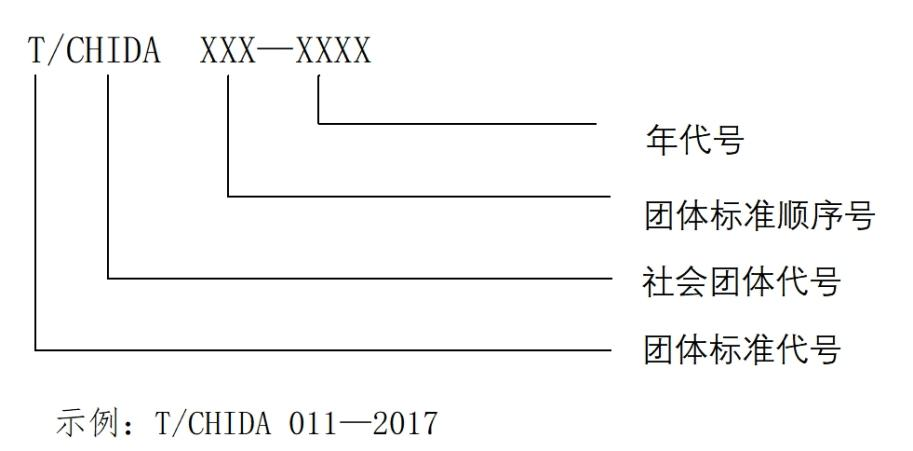 T/CHIDA XXX—XXXX
年代号
团体标准顺序号
社会团体代号
团体标准代号
示例：T/CHIDA 011—2017